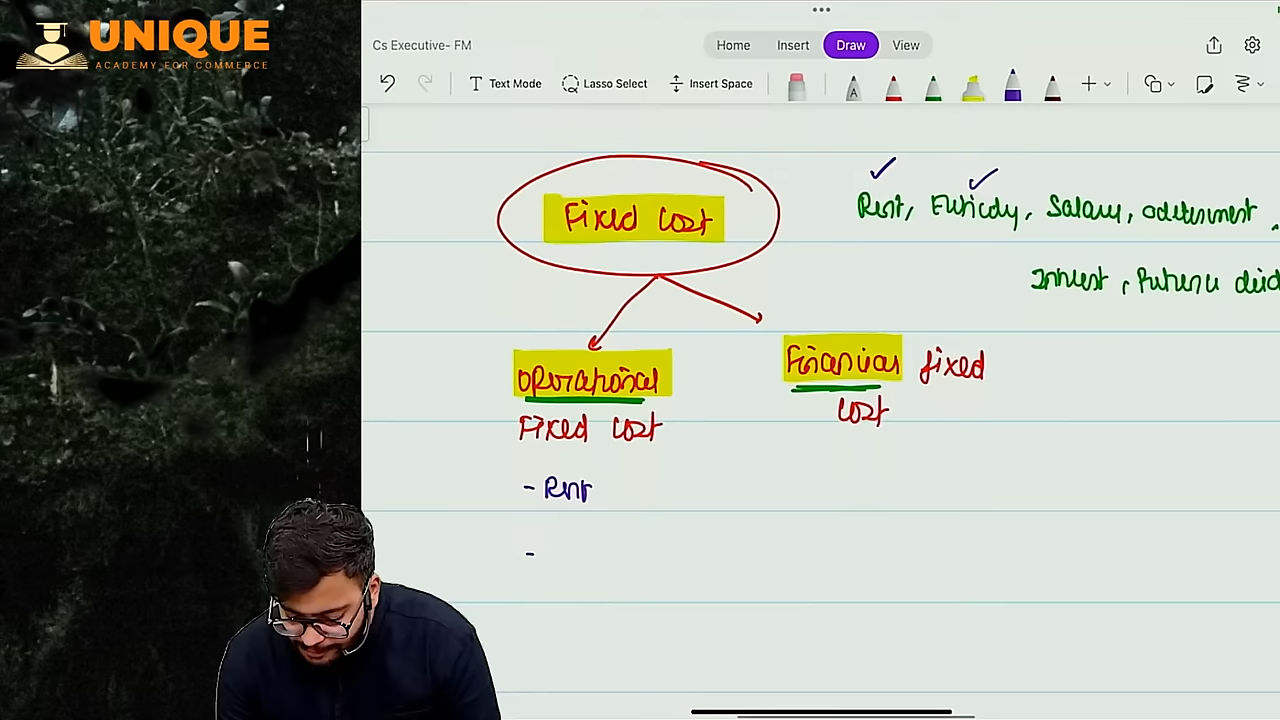 UNIQUE
ACADEMY FOR COMMERCE
Cs Executive- FM
Home Insert Draw View
Text Mode Lasso Select Insert Space
Fixed cost
Rent, Salary,
Operational
Fixed cost
Financial fixed
cost
- Rent
-